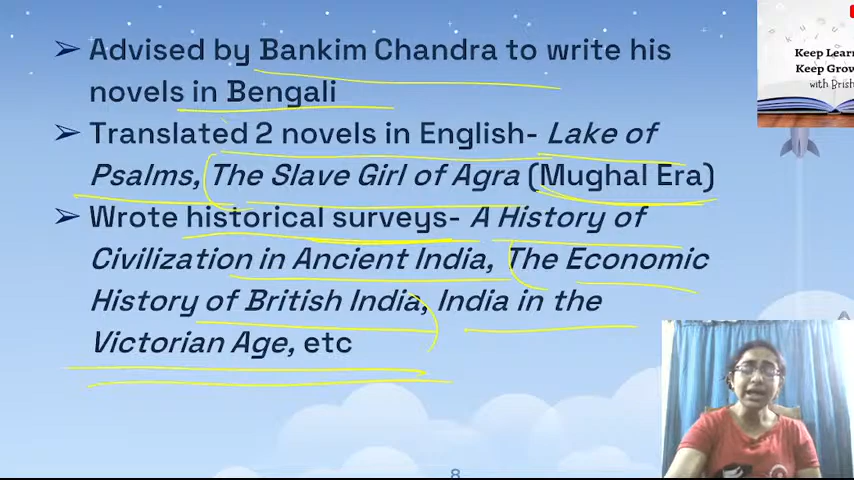 ➢ Advised by Bankim Chandra to write his
novels in Bengali
➢ Translated 2 novels in English- Lake of
Psalms, The Slave Girl of Agra (Mughal Era)
➢ Wrote historical surveys- A History of
Civilization in Ancient India, The Economic
History of British India, India in the
Victorian Age, etc
8
Keep Lear
Keep Grow
with Brish